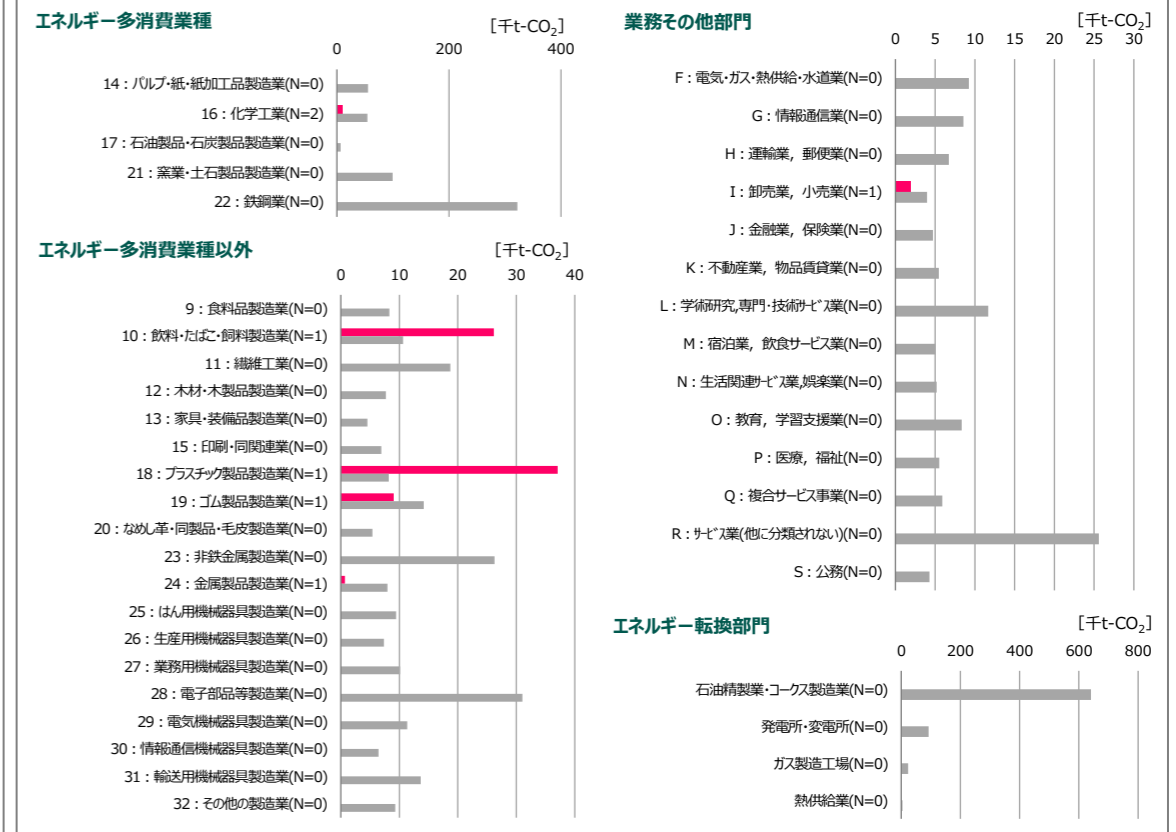 エネルギー多消費業種
[千t-CO₂]
0 200 400
14：パルプ・紙・紙加工品製造業(N=0)
16：化学工業(N=2)
17：石油製品・石炭製品製造業(N=0)
21：窯業・土石製品製造業(N=0)
22：鉄鋼業(N=0)
エネルギー多消費業種以外
[千t-CO₂]
0 10 20 30 40
9：食料品製造業(N=0)
10：飲料・たばこ・飼料製造業(N=1)
11：繊維工業(N=0)
12：木材・木製品製造業(N=0)
13：家具・装備品製造業(N=0)
15：印刷・同関連業(N=0)
18：プラスチック製品製造業(N=1)
19：ゴム製品製造業(N=1)
20：なめし革・同製品・毛皮製造業(N=0)
23：非鉄金属製造業(N=0)
24：金属製品製造業(N=1)
25：はん用機械器具製造業(N=0)
26：生産用機械器具製造業(N=0)
27：業務用機械器具製造業(N=0)
28：電子部品等製造業(N=0)
29：電気機械器具製造業(N=0)
30：情報通信機械器具製造業(N=0)
31：輸送用機械器具製造業(N=0)
32：その他の製造業(N=0)
業務その他部門
[千t-CO₂]
0 5 10 15 20 25 30
F：電気・ガス・熱供給・水道業(N=0)
G：情報通信業(N=0)
H：運輸業，郵便業(N=0)
I：卸売業，小売業(N=1)
J：金融業，保険業(N=0)
K：不動産業，物品賃貸業(N=0)
L：学術研究,専門・技術サービス業(N=0)
M：宿泊業，飲食サービス業(N=0)
N：生活関連サービス業,娯楽業(N=0)
O：教育，学習支援業(N=0)
P：医療，福祉(N=0)
Q：複合サービス事業(N=0)
R：サービス業(他に分類されない)(N=0)
S：公務(N=0)
エネルギー転換部門
[千t-CO₂]
0 200 400 600 800
石油精製業・コークス製造業(N=0)
発電所・変電所(N=0)
ガス製造工場(N=0)
熱供給業(N=0)